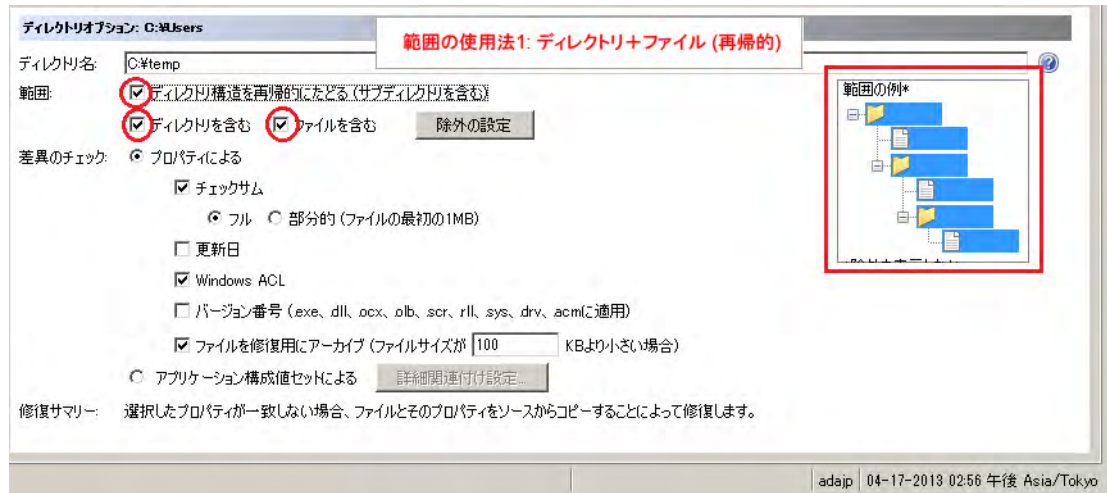 ディレクトリオプション: C:¥Users
範囲の使用法1: ディレクトリ+ファイル (再帰的)
ディレクトリ名: C:¥temp
範囲: ディレクトリ構造を再帰的にたどる (サブディレクトリを含む)
ディレクトリを含む ファイルを含む 除外の設定
範囲の例*
差異のチェック: プロパティによる
チェックサム
フル 部分的 (ファイルの最初の1MB)
更新日
Windows ACL
バージョン番号 (.exe、dll、ocx、olb、scr、rll、sys、drv、acmに適用)
ファイルを修復用にアーカイブ (ファイルサイズが 100 KBより小さい場合)
アプリケーション構成値セットによる 詳細関連付け設定...
修復サマリー: 選択したプロパティが一致しない場合、ファイルとそのプロパティをソースからコピーすることによって修復します。
adajp 04-17-2013 02:56 午後 Asia/Tokyo